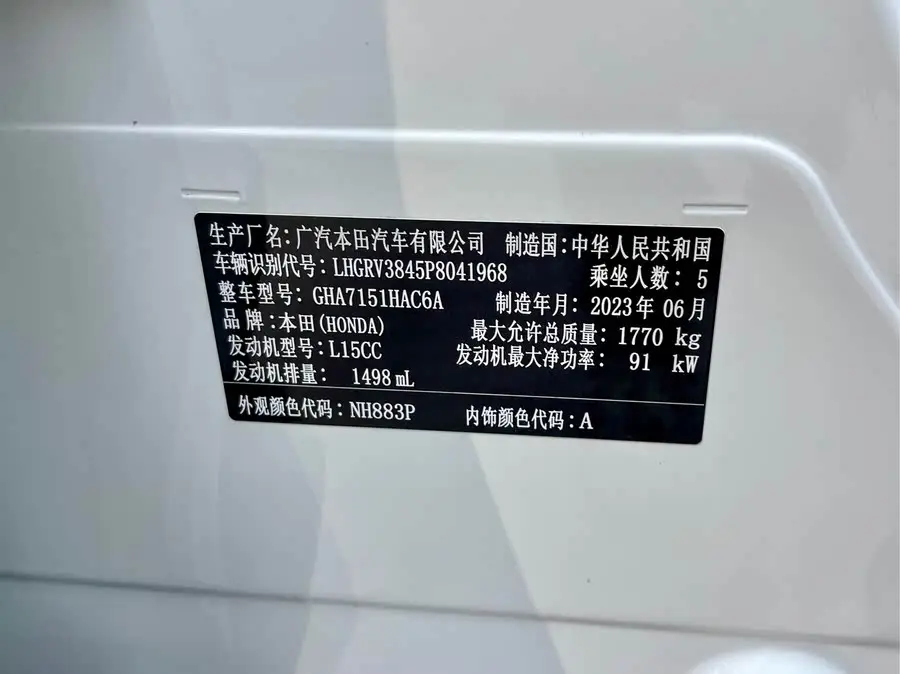 生产厂名:广汽本田汽车有限公司 制造国:中华人民共和国
车辆识别代号:LHGRV3845P8041968 乘坐人数: 5
整车型号:GHA7151HAC6A 制造年月:2023年06月
品牌:本田(HONDA) 最大允许总质量:1770 kg
发动机型号:L15CC 发动机最大净功率: 91 kW
发动机排量: 1498 mL
外观颜色代码:NH883P 内饰颜色代码:A